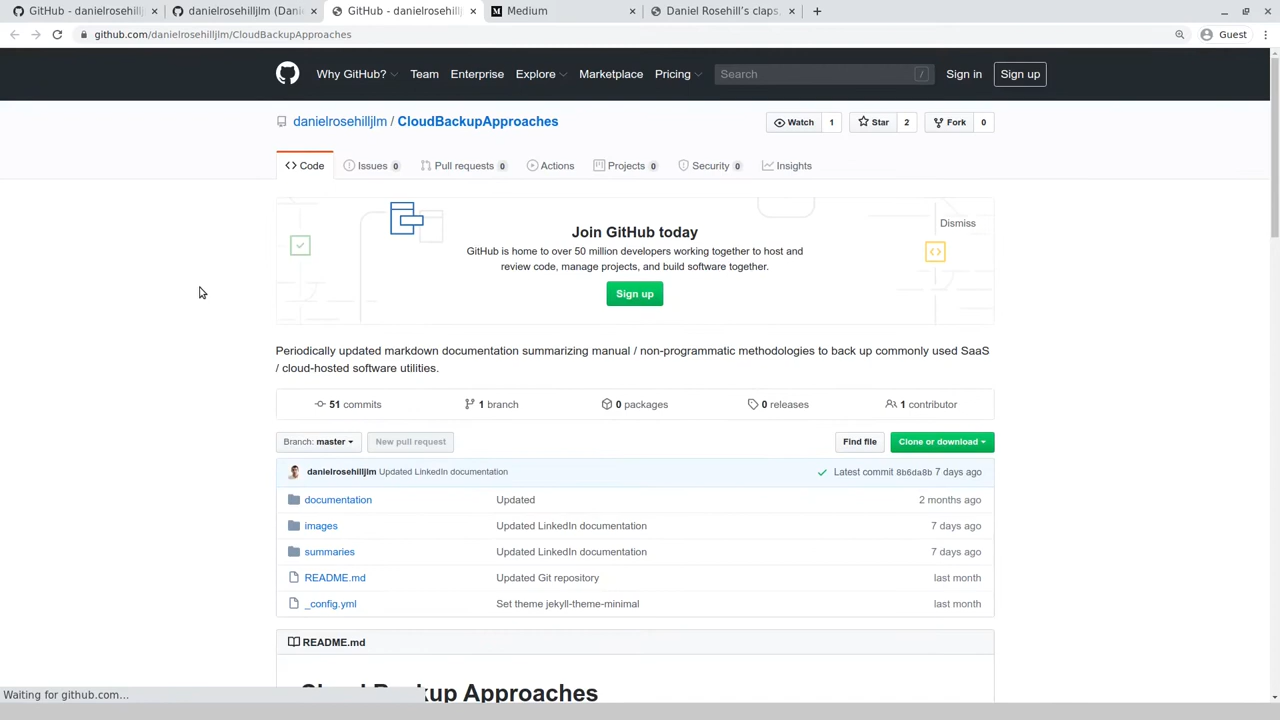 GitHub - danielrosehillj
danielrosehilljlm (Dani
GitHub - danielrosehillj
Medium
Daniel Rosehill's claps.
github.com/danielrosehilljlm/CloudBackupApproaches
Guest
Why GitHub?
Team
Enterprise
Explore
Marketplace
Pricing
Search
/
Sign in
Sign up
danielrosehilljlm / CloudBackupApproaches
Watch 1
Star 2
Fork 0
Code
Issues 0
Pull requests 0
Actions
Projects 0
Security 0
Insights
Join GitHub today
Dismiss
GitHub is home to over 50 million developers working together to host and
review code, manage projects, and build software together.
Sign up
Periodically updated markdown documentation summarizing manual / non-programmatic methodologies to back up commonly used SaaS
/ cloud-hosted software utilities.
51 commits
1 branch
0 packages
0 releases
1 contributor
Branch: master
New pull request
Find file
Clone or download
danielrosehilljlm Updated LinkedIn documentation
Latest commit 8b6da8b 7 days ago
documentation Updated 2 months ago
images Updated LinkedIn documentation 7 days ago
summaries Updated LinkedIn documentation 7 days ago
README.md Updated Git repository last month
_config.yml Set theme jekyll-theme-minimal last month
README.md
Cloud Backup Approaches
Waiting for github.com...